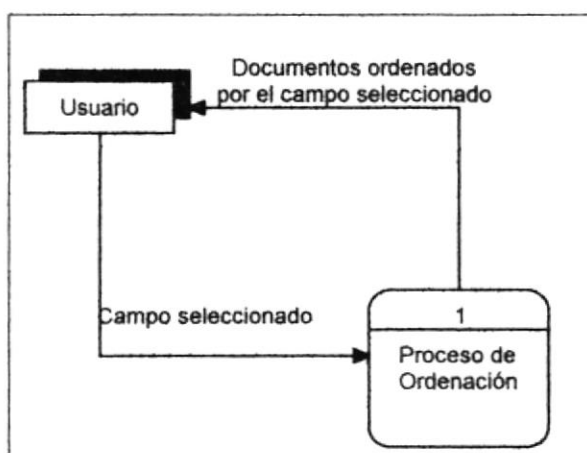 Documentos ordenados
por el campo seleccionado
Usuario
Campo seleccionado
1
Proceso de
Ordenación